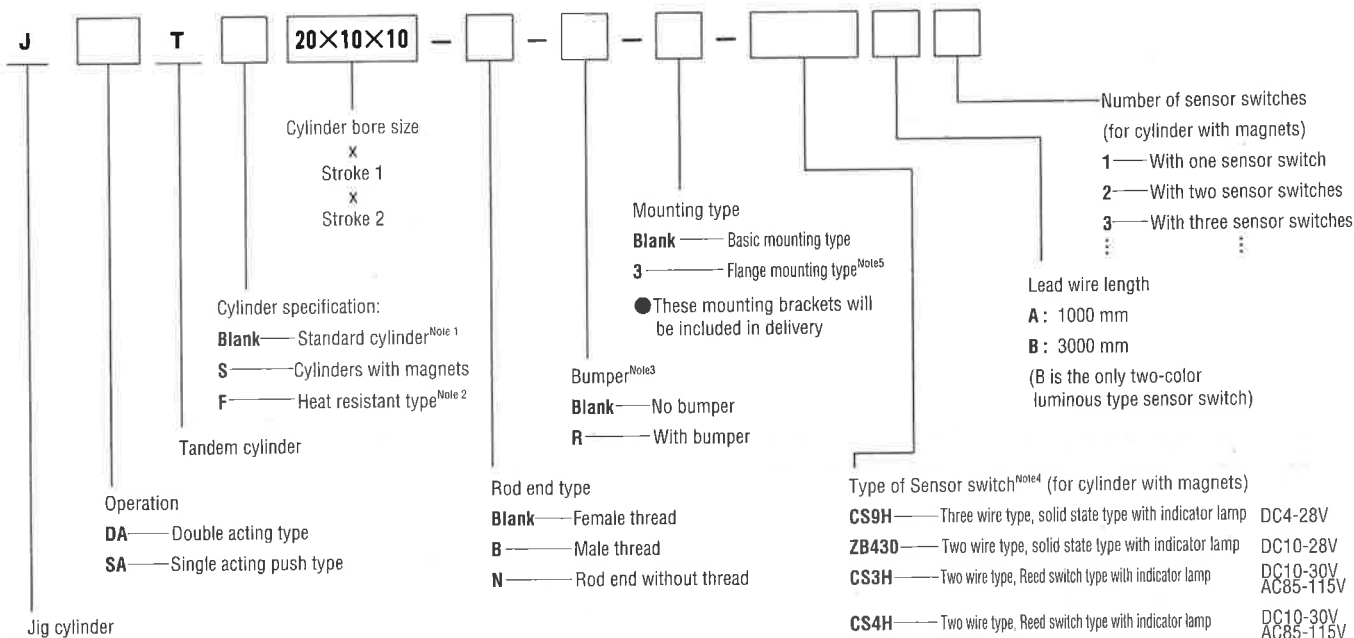 J T 20×10×10 — - - -
Cylinder bore size
x
Stroke 1
x
Stroke 2
Number of sensor switches
(for cylinder with magnets)
1——With one sensor switch
2——With two sensor switches
3——With three sensor switches
⋮ ⋮
Mounting type
Blank——Basic mounting type
3——Flange mounting type Note5
●These mounting brackets will
be included in delivery
Lead wire length
A: 1000 mm
B: 3000 mm
(B is the only two-color
luminous type sensor switch)
Cylinder specification:
Blank——Standard cylinder Note 1
S——Cylinders with magnets
F——Heat resistant type Note 2
Bumper Note3
Blank——No bumper
R——With bumper
Tandem cylinder
Operation
DA——Double acting type
SA——Single acting push type
Rod end type
Blank——Female thread
B——Male thread
N——Rod end without thread
Type of Sensor switch Note4 (for cylinder with magnets)
CS9H——Three wire type, solid state type with indicator lamp DC4-28V
ZB430——Two wire type, solid state type with indicator lamp DC10-28V
CS3H——Two wire type, Reed switch type with indicator lamp DC10-30V
AC85-115V
CS4H——Two wire type, Reed switch type with indicator lamp DC10-30V
AC85-115V
Jig cylinder